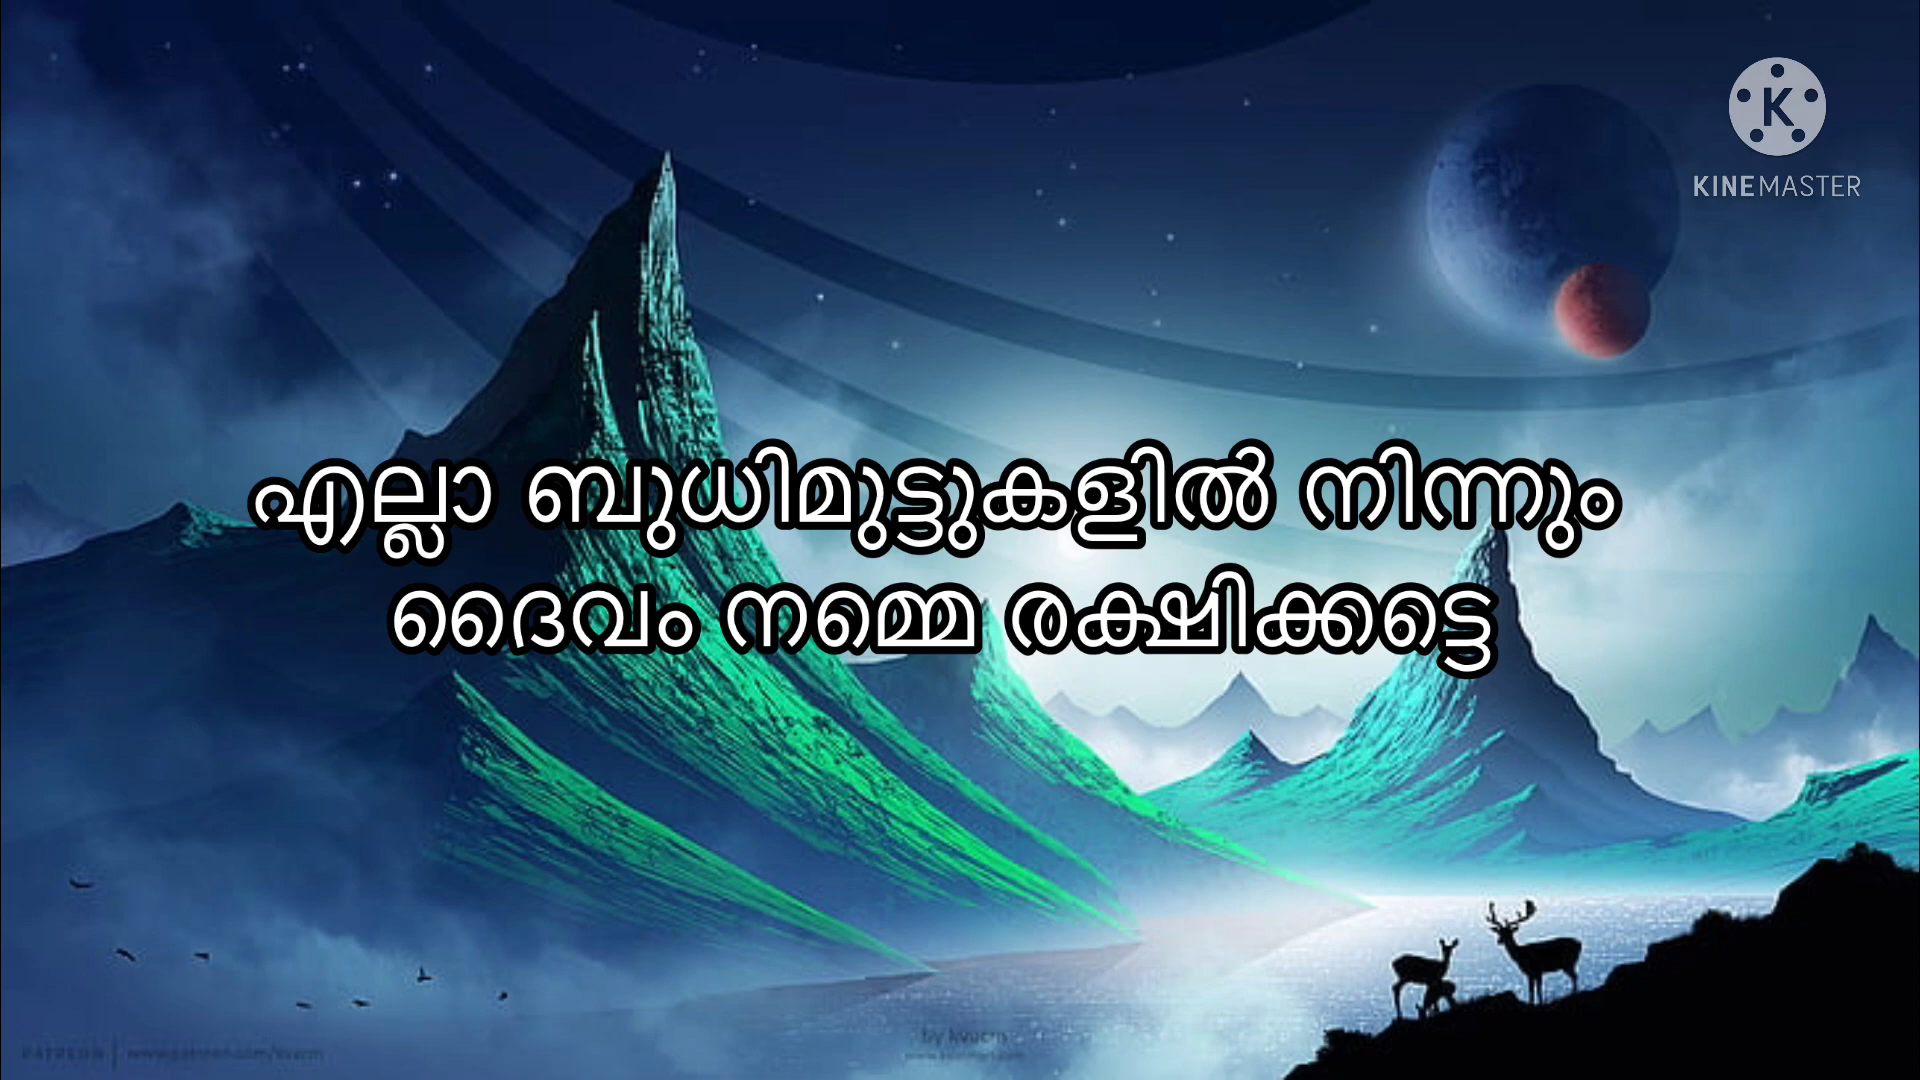 KINEMASTER
എല്ലാ ബുധിമുട്ടുകളിൽ നിന്നും
ദൈവം നമ്മെ രക്ഷിക്കട്ടെ